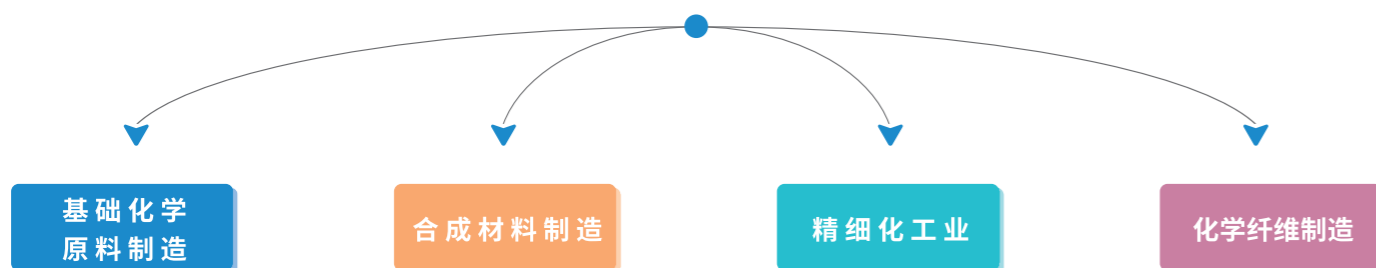 基础化学
原料制造
合成材料制造
精细化工业
化学纤维制造